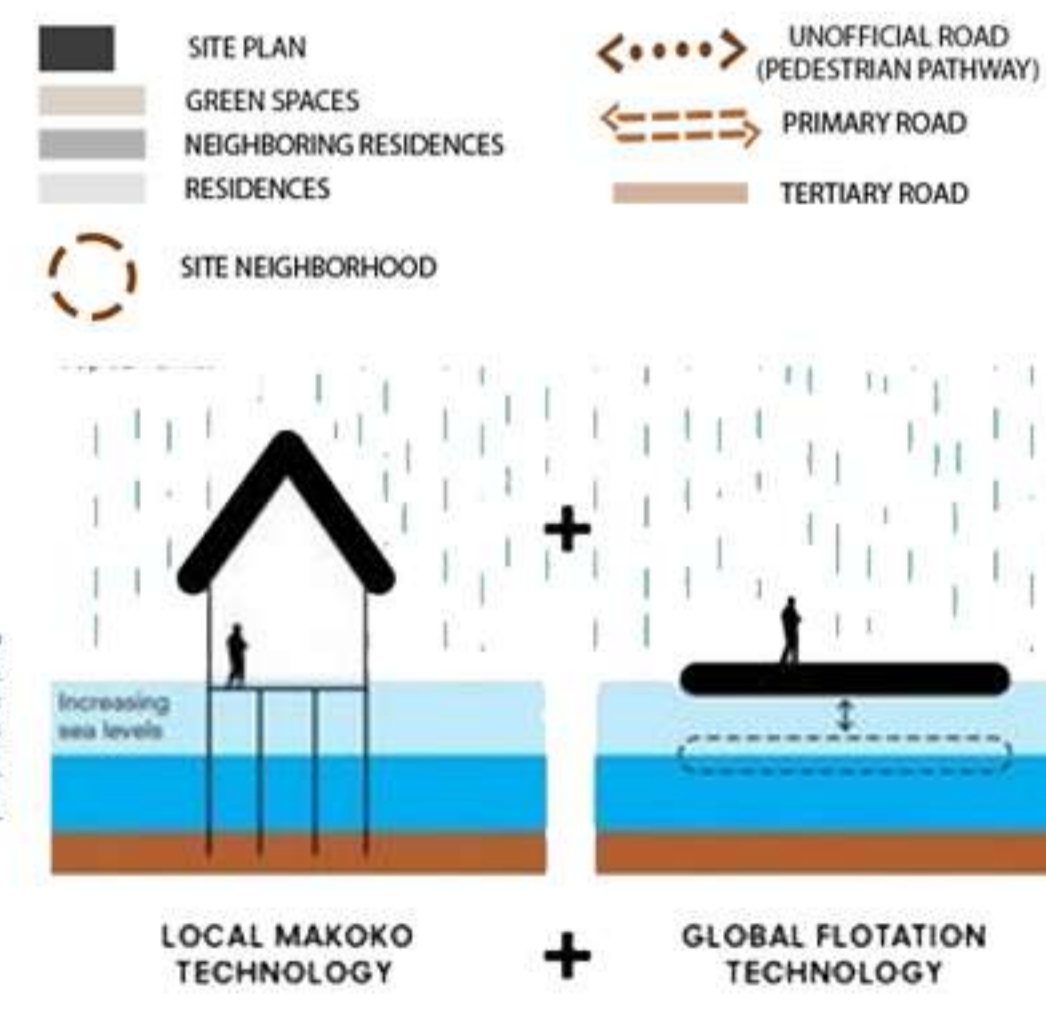 SITE PLAN
GREEN SPACES
NEIGHBORING RESIDENCES
RESIDENCES
SITE NEIGHBORHOOD
UNOFFICIAL ROAD
(PEDESTRIAN PATHWAY)
PRIMARY ROAD
TERTIARY ROAD
+
Increasing
sea levels
LOCAL MAKOKO
TECHNOLOGY
+
GLOBAL FLOTATION
TECHNOLOGY